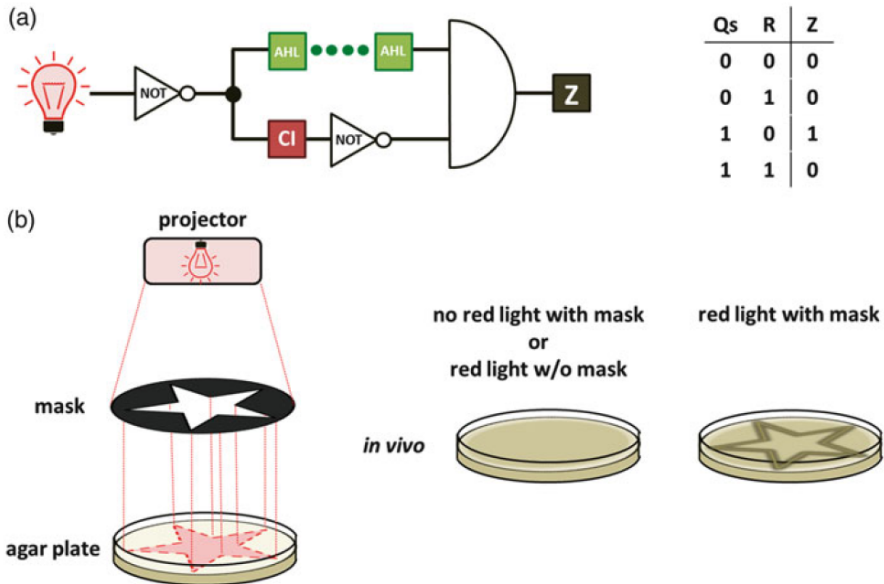 (a)
NOT
AHL
AHL
CI
NOT
Z
Qs R Z
0 0 0
0 1 0
1 0 1
1 1 0
(b)
projector
mask
agar plate
no red light with mask
or
red light w/o mask
red light with mask
in vivo